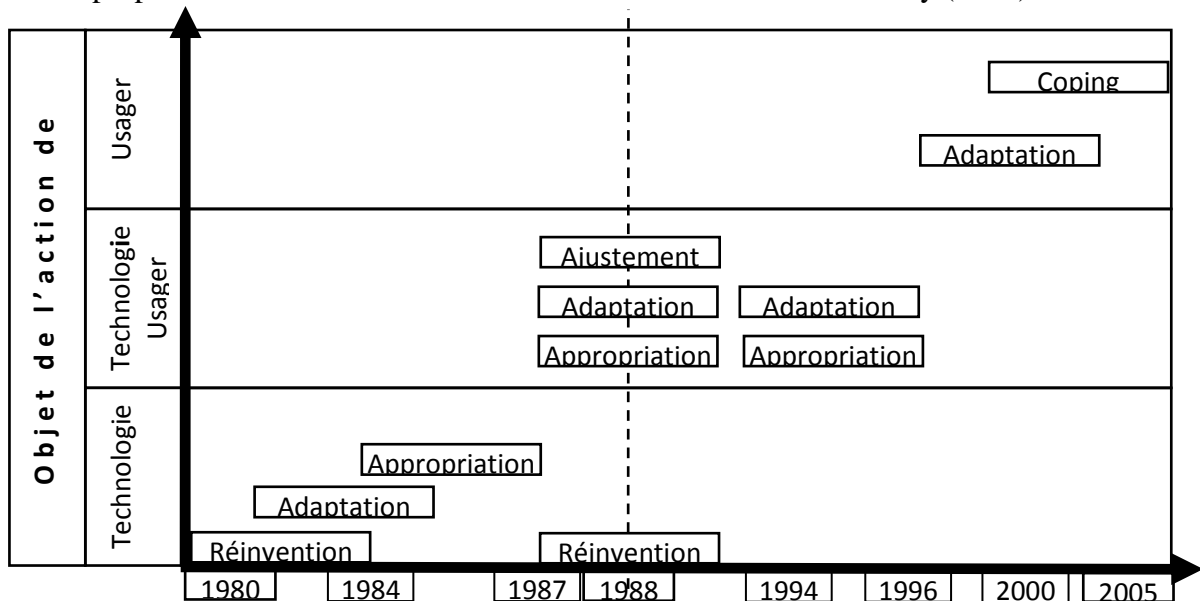 Objet de l'action de
Usager
Coping
Adaptation
Technologie
Usager
Ajustement
Adaptation
Adaptation
Appropriation
Appropriation
Technologie
Appropriation
Adaptation
Réinvention
Réinvention
1980
1984
1987
1988
1994
1996
2000
2005